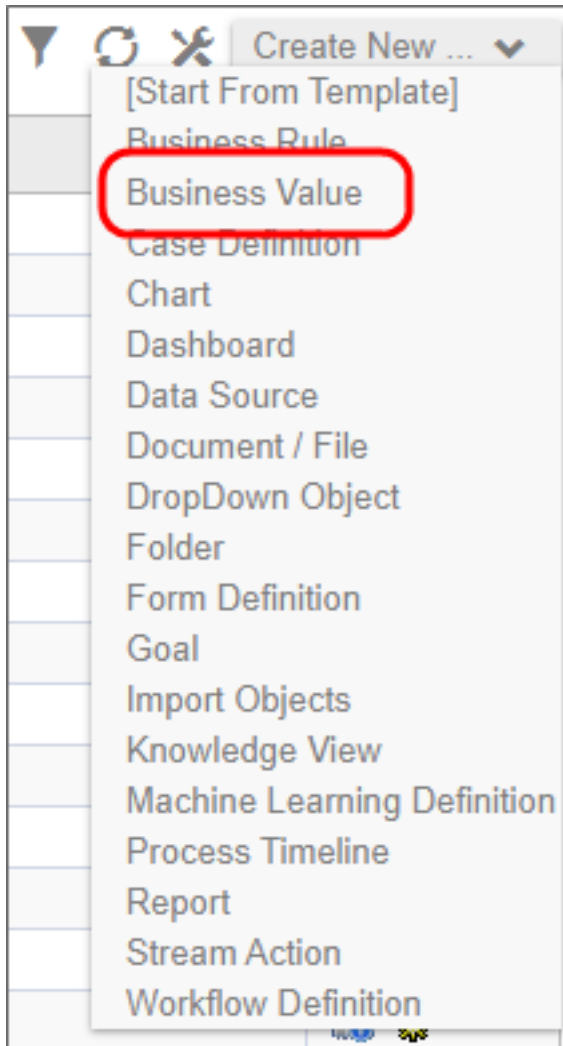 Create New ...
[Start From Template]
Business Rule
Business Value
Case Definition
Chart
Dashboard
Data Source
Document / File
DropDown Object
Folder
Form Definition
Goal
Import Objects
Knowledge View
Machine Learning Definition
Process Timeline
Report
Stream Action
Workflow Definition